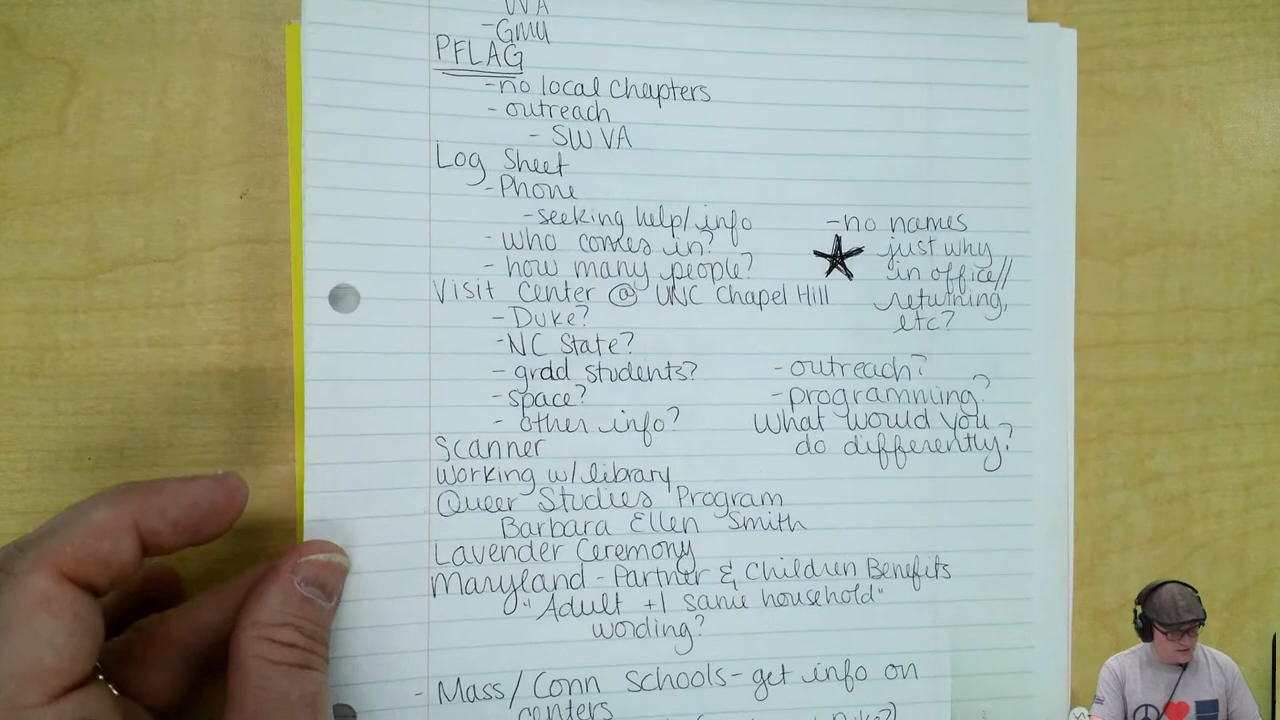 UVA
-GMU
PFLAG
-no local chapters
- outreach
- SWVA
Log Sheet
-Phone
-seeking help/info
- who comes in?
- how many people?
-no names
just why
in office//
returning,
etc?
Visit Center @ UNC Chapel Hill
- Duke?
-NC State?
- grad students?
- space?
- other info?
- outreach?
- programming?
What would you
do differently?
Scanner
Working w/library
Queer Studies Program
Barbara Ellen Smith
Lavender Ceremony
Maryland - Partner & Children Benefits
"Adult +1 same household"
wording?
- Mass/Conn Schools - get info on
centers
Duke?)